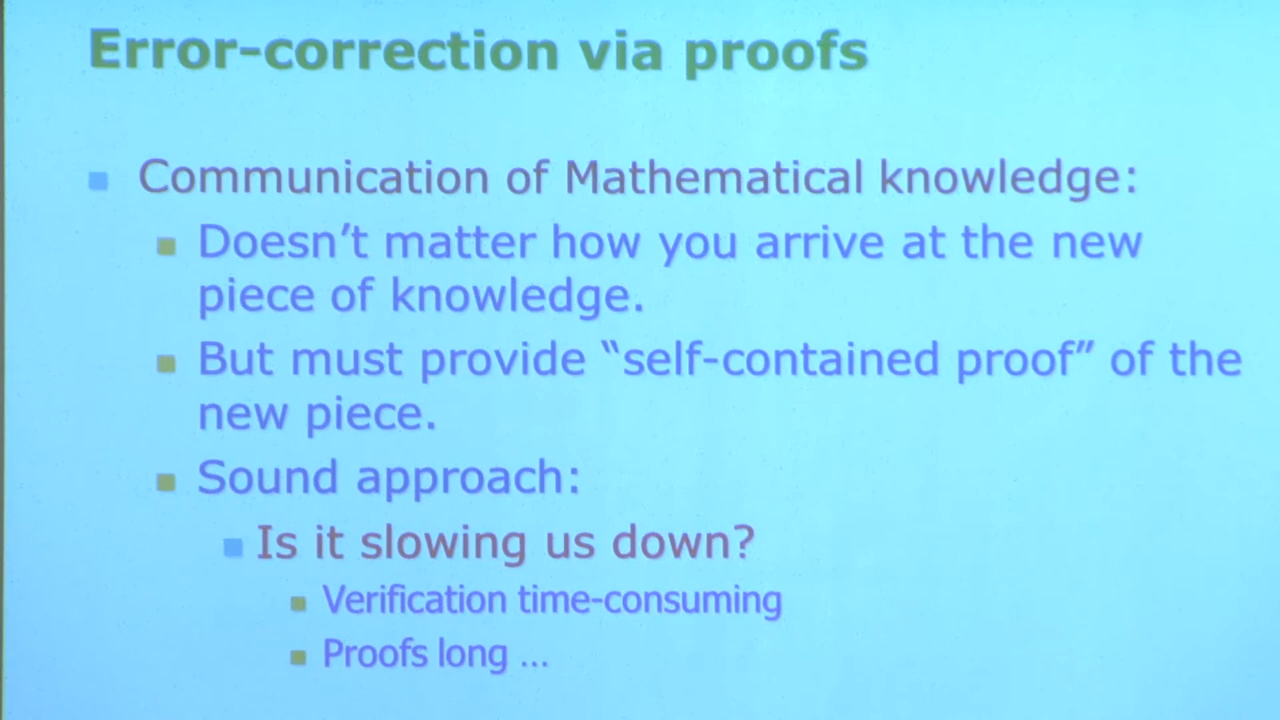 Error-correction via proofs
Communication of Mathematical knowledge:
Doesn’t matter how you arrive at the new
piece of knowledge.
But must provide “self-contained proof” of the
new piece.
Sound approach:
Is it slowing us down?
Verification time-consuming
Proofs long ...